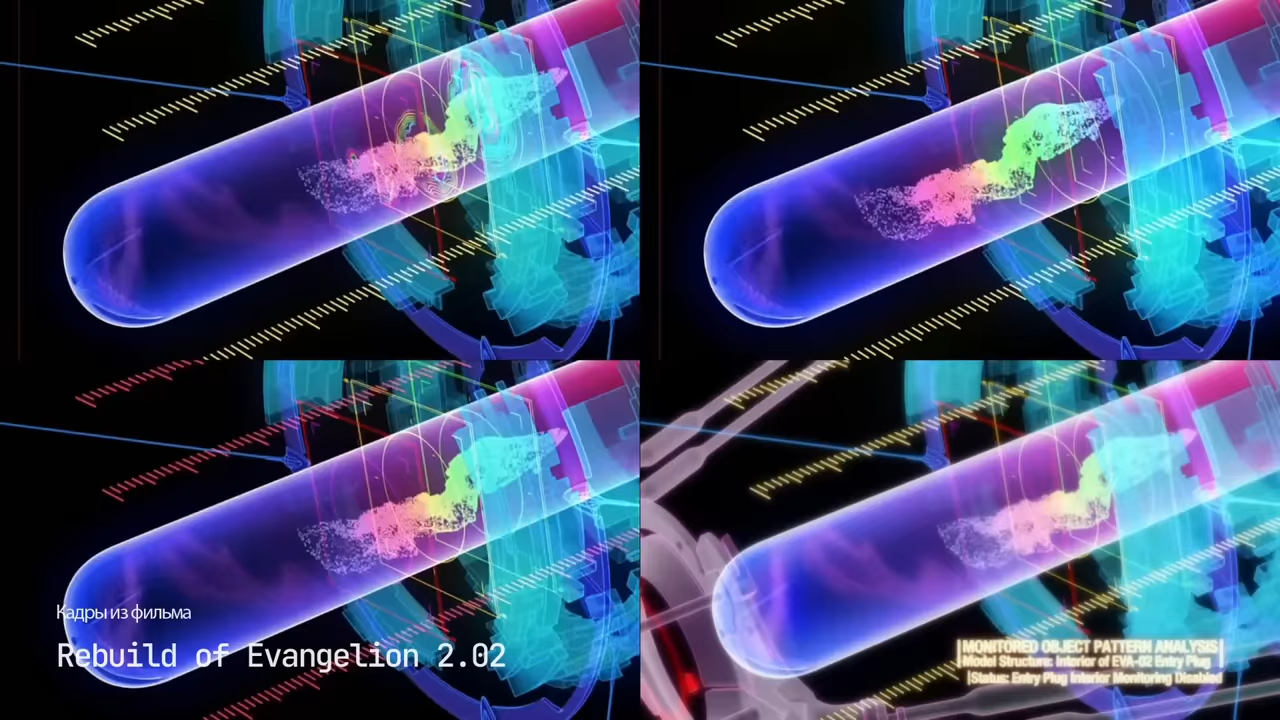 Кадры из фильма
Rebuild of Evangelion 2.02
MONITORED OBJECT PATTERN ANALYSIS
Model Structure: Interior of EVA-02 Entry Plug
Status: Entry Plug Interior Monitoring Disabled